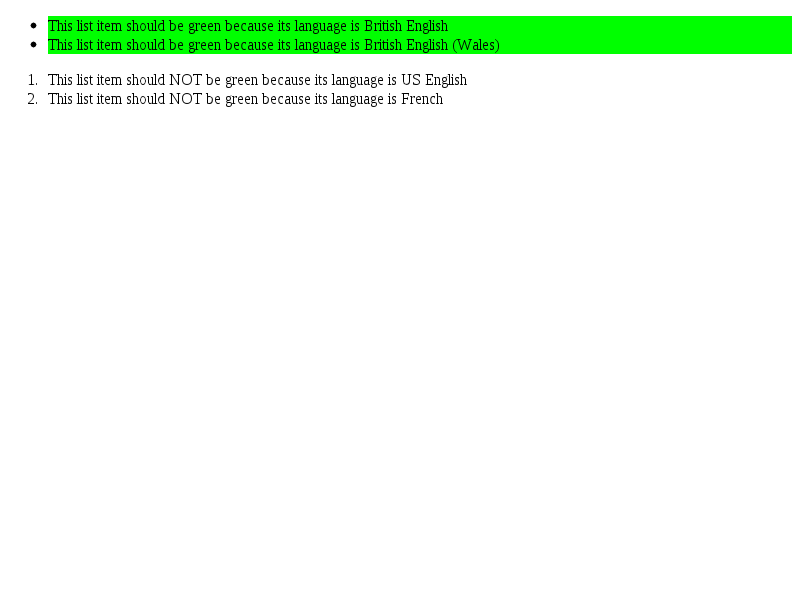 • This list item should be green because its language is British English
• This list item should be green because its language is British English (Wales)
1. This list item should NOT be green because its language is US English
2. This list item should NOT be green because its language is French